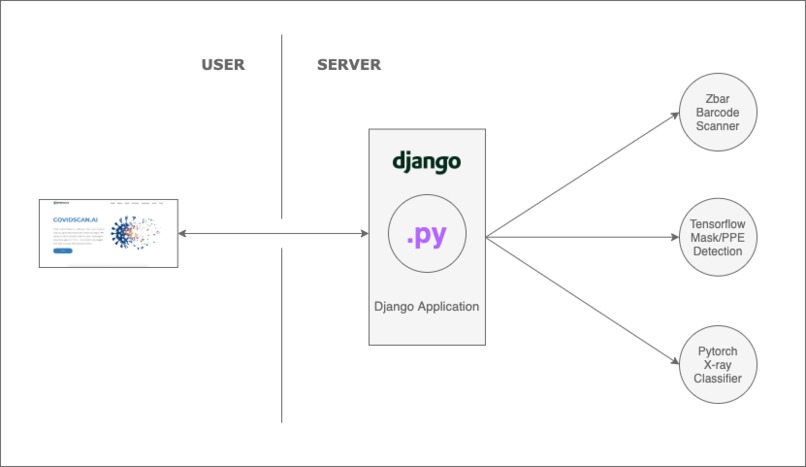 USER
SERVER
COVIDSCAN.AI
django
.py
Django Application
Zbar
Barcode
Scanner
Tensorflow
Mask/PPE
Detection
Pytorch
X-ray
Classifier